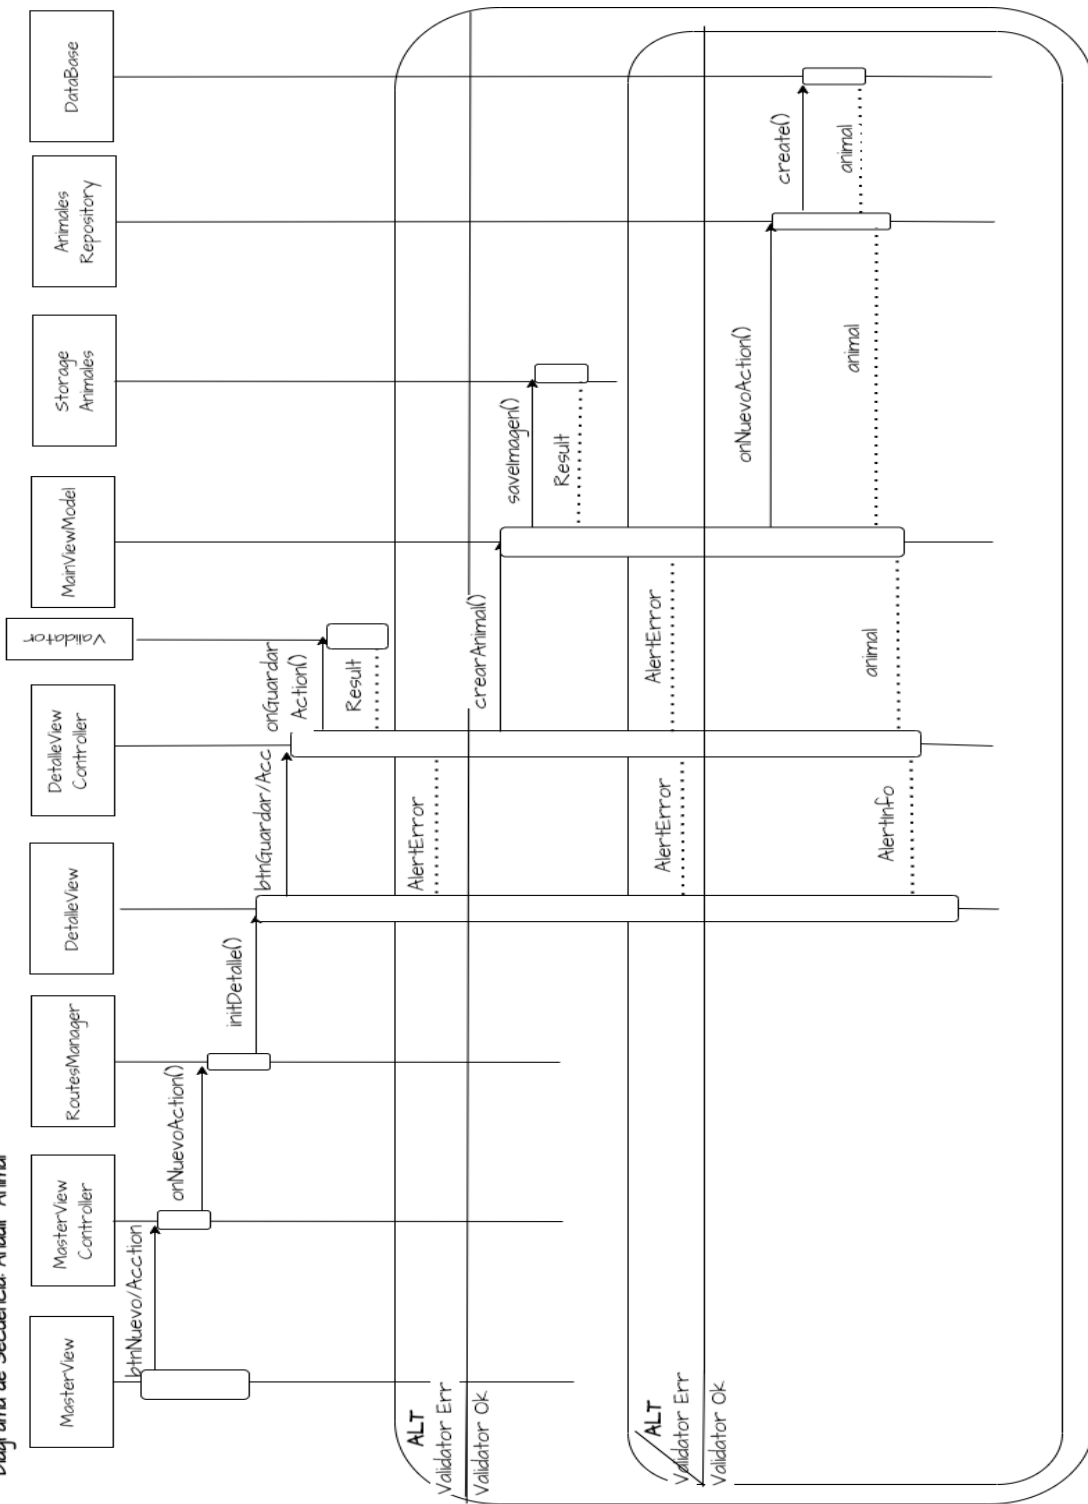 Diagrama de Secuencia: Añadir Animal
MasterView
MasterView
Controller
RoutesManager
DetalleView
DetalleView
Controller
Validator
MainViewModel
Storage
Animales
Animales
Repository
DataBase
btnNuevo/Acction
onNuevoAction()
initDetalle()
btnGuardar/Acc
onGuardar
Action()
Result
ALT
Validator Err
AlertError
Validator Ok
crearAnimal()
saveImagen()
Result
ALT
Validator Err
AlertError
AlertError
Validator Ok
onNuevoAction()
create()
animal
animal
animal
AlertInfo